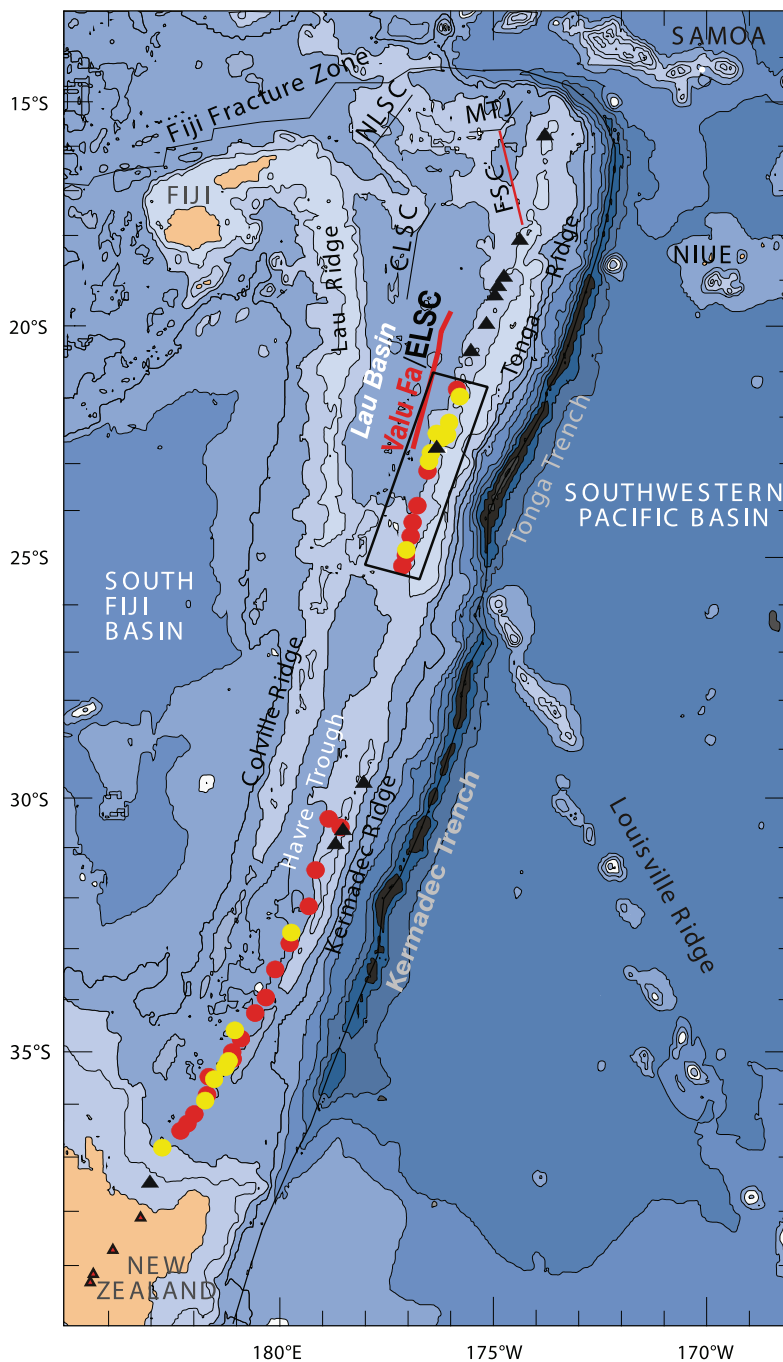 SAMOA
15°S
Fiji Fracture Zone
NLSC
MTJ
FSC
FIJI
CLSC
NIUE
Lau Ridge
Tonga Ridge
20°S
Lau Basin
Valu Fa/ELSC
Tonga Trench
SOUTHWESTERN
PACIFIC BASIN
25°S
SOUTH
FIJI
BASIN
Colville Ridge
Havre Trough
Kermadec Ridge
Kermadec Trench
Louisville Ridge
30°S
35°S
NEW
ZEALAND
180°E
175°W
170°W